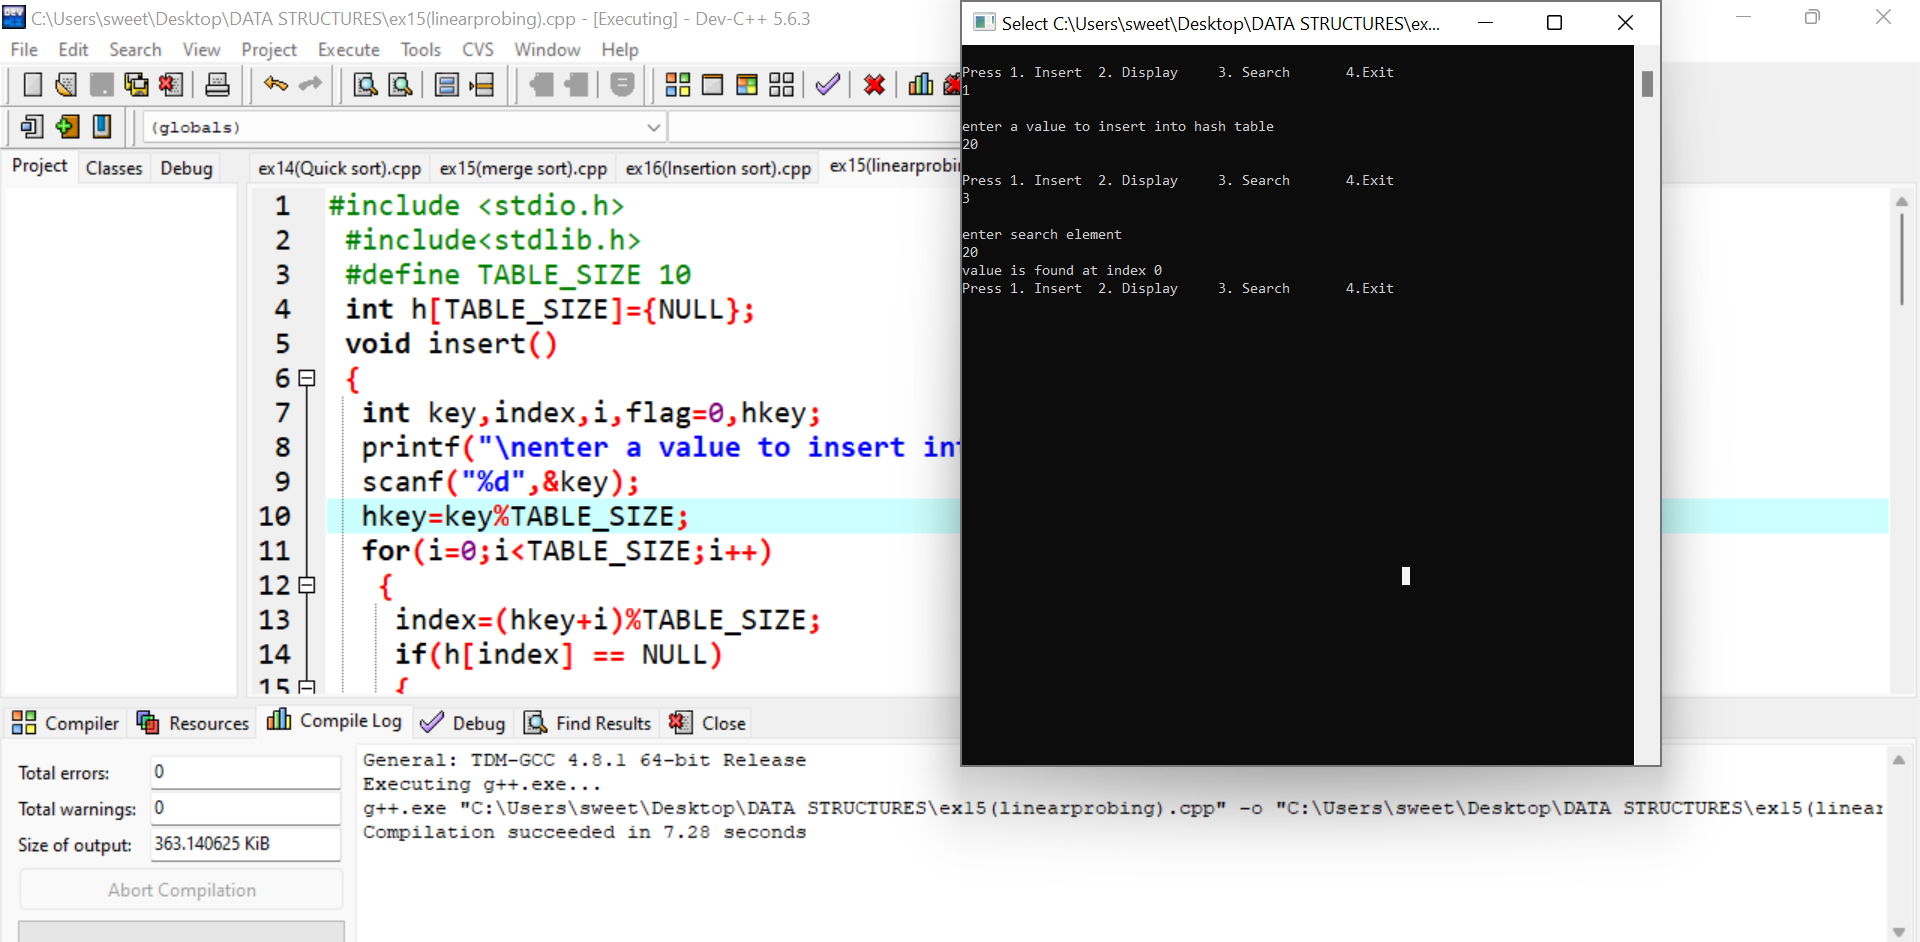 C:\Users\sweet\Desktop\DATA STRUCTURES\ex15(linearprobing).cpp - [Executing] - Dev-C++ 5.6.3
File Edit Search View Project Execute Tools CVS Window Help
(globals)
Project Classes Debug
ex14(Quick sort).cpp ex15(merge sort).cpp ex16(Insertion sort).cpp ex15(linearprobin
1 #include <stdio.h>
2 #include<stdlib.h>
3 #define TABLE_SIZE 10
4 int h[TABLE_SIZE]={NULL};
5 void insert()
6 {
7 int key,index,i,flag=0,hkey;
8 printf("\nenter a value to insert in
9 scanf("%d",&key);
10 hkey=key%TABLE_SIZE;
11 for(i=0;i<TABLE_SIZE;i++)
12 {
13 index=(hkey+i)%TABLE_SIZE;
14 if(h[index] == NULL)
15 {
Select C:\Users\sweet\Desktop\DATA STRUCTURES\ex...
Press 1. Insert 2. Display 3. Search 4.Exit
1
enter a value to insert into hash table
20
Press 1. Insert 2. Display 3. Search 4.Exit
3
enter search element
20
value is found at index 0
Press 1. Insert 2. Display 3. Search 4.Exit
Compiler Resources Compile Log Debug Find Results Close
Total errors: 0
Total warnings: 0
Size of output: 363.140625 KiB
Abort Compilation
General: TDM-GCC 4.8.1 64-bit Release
Executing g++.exe...
g++.exe "C:\Users\sweet\Desktop\DATA STRUCTURES\ex15(linearprobing).cpp" -o "C:\Users\sweet\Desktop\DATA STRUCTURES\ex15(linear
Compilation succeeded in 7.28 seconds